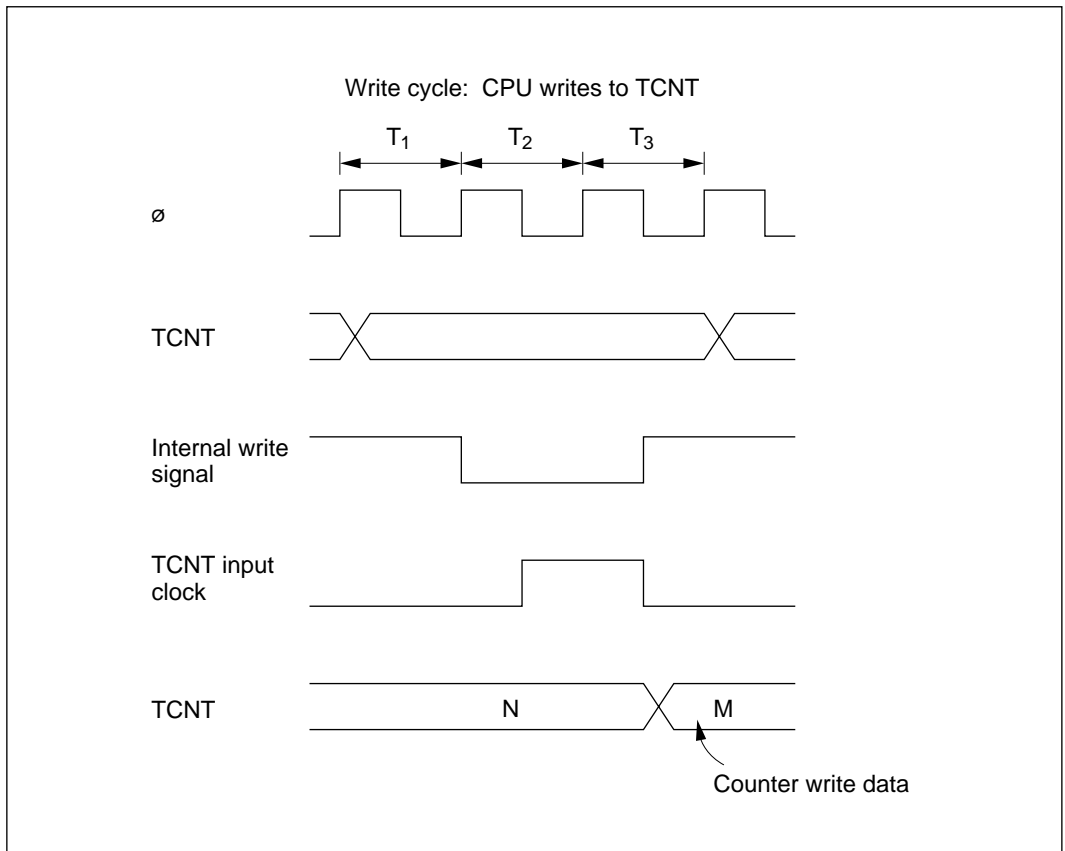 Write cycle: CPU writes to TCNT
T1 T2 T3
ø
TCNT
Internal write
signal
TCNT input
clock
TCNT N M
Counter write data